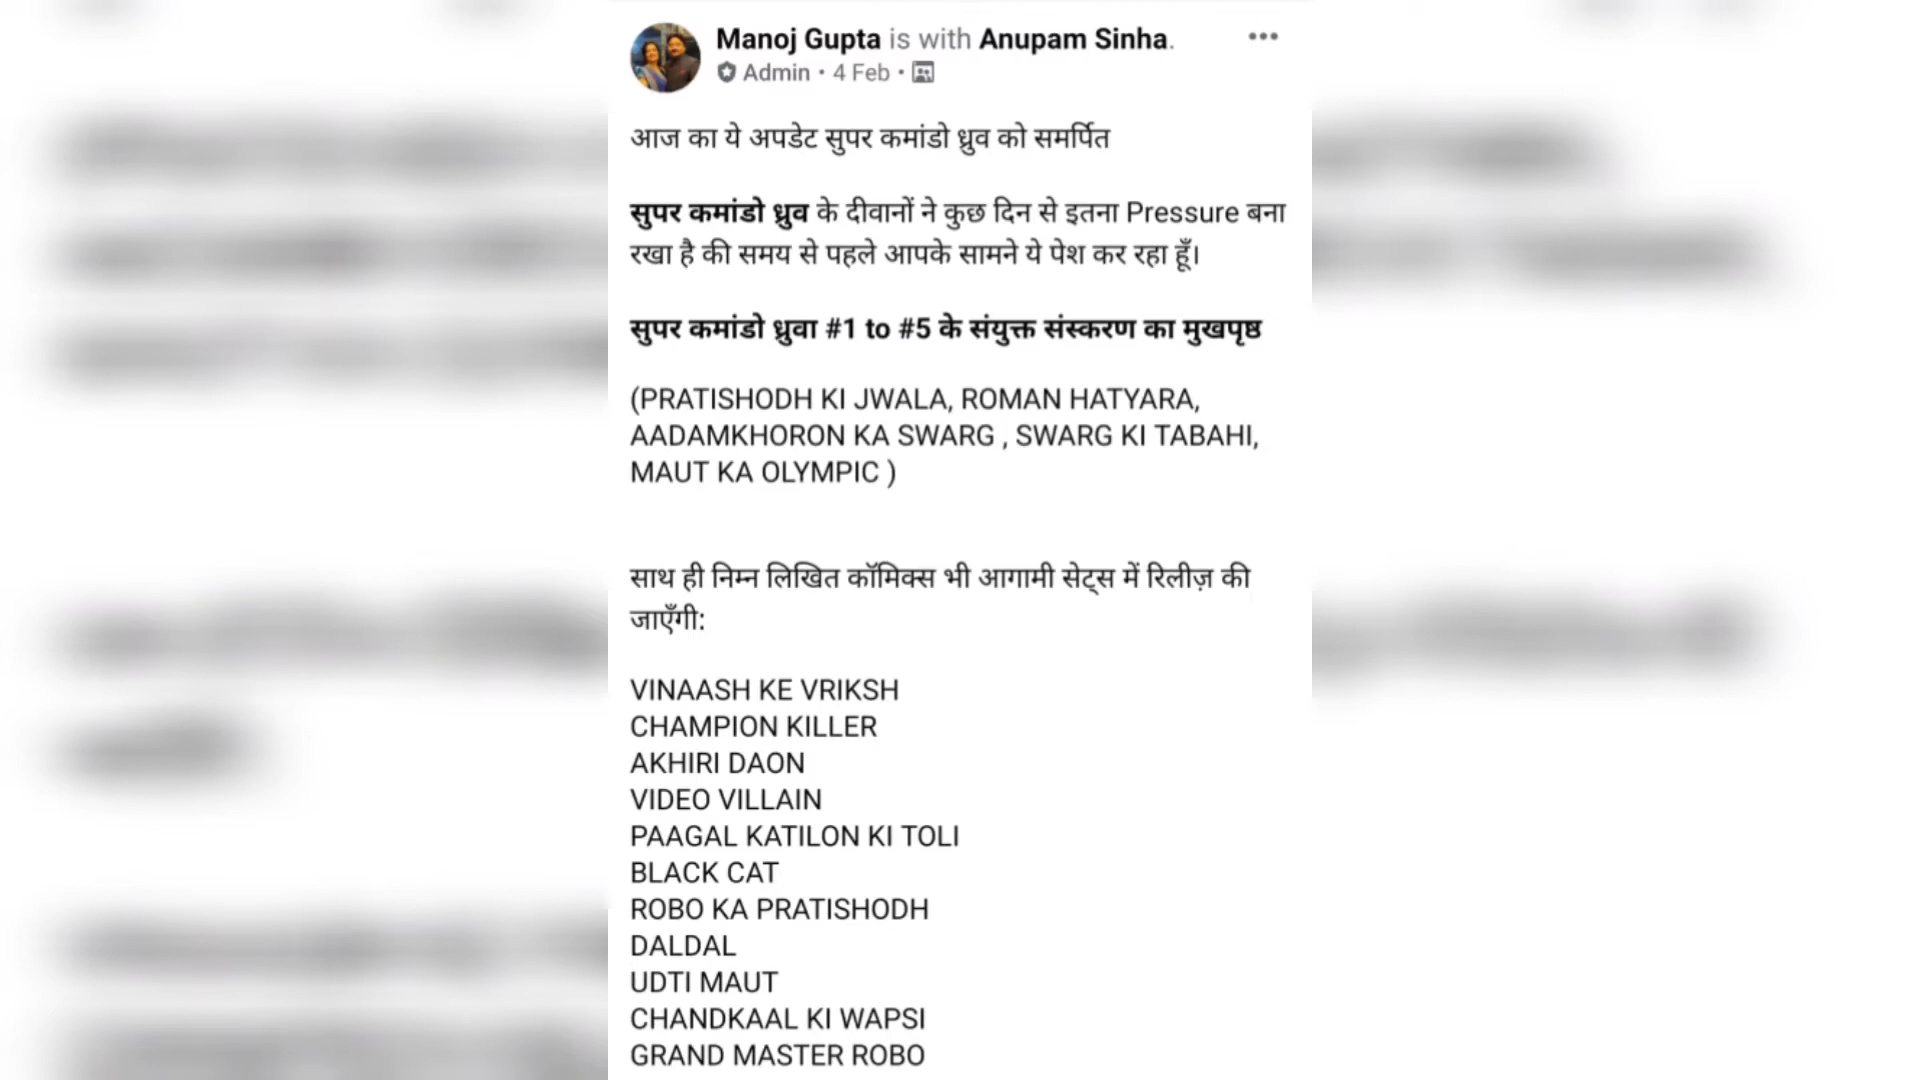 Manoj Gupta is with Anupam Sinha.
Admin • 4 Feb •
आज का ये अपडेट सुपर कमांडो ध्रुव को समर्पित
सुपर कमांडो ध्रुव के दीवानों ने कुछ दिन से इतना Pressure बना
रखा है की समय से पहले आपके सामने ये पेश कर रहा हूँ।
सुपर कमांडो ध्रुवा #1 to #5 के संयुक्त संस्करण का मुखपृष्ठ
(PRATISHODH KI JWALA, ROMAN HATYARA,
AADAMKHORON KA SWARG , SWARG KI TABAHI,
MAUT KA OLYMPIC )
साथ ही निम्न लिखित कॉमिक्स भी आगामी सेट्स में रिलीज़ की
जाएँगी:
VINAASH KE VRIKSH
CHAMPION KILLER
AKHIRI DAON
VIDEO VILLAIN
PAAGAL KATILON KI TOLI
BLACK CAT
ROBO KA PRATISHODH
DALDAL
UDTI MAUT
CHANDKAAL KI WAPSI
GRAND MASTER ROBO